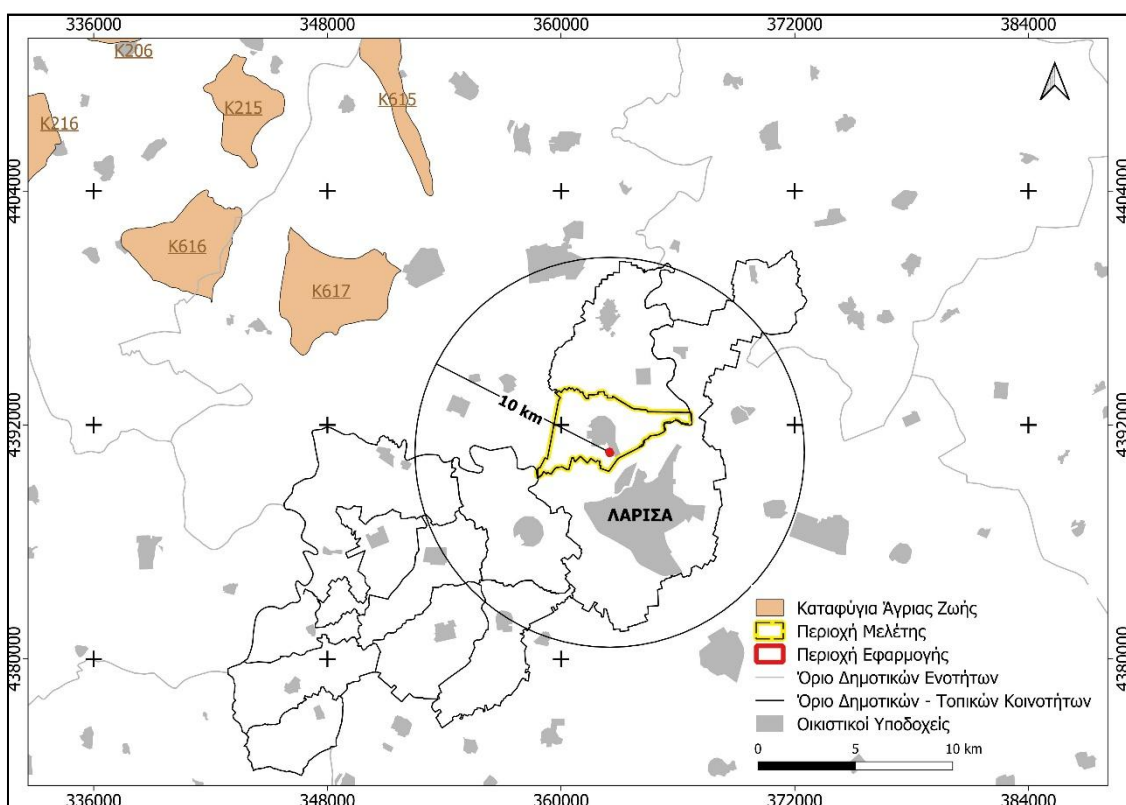 336000 348000 360000 372000 384000
K206
K215
K615
K216
4404000 4404000
K616
K617
10 km
4392000 4392000
ΛΑΡΙΣΑ
Καταφύγια Άγριας Ζωής
Περιοχή Μελέτης
Περιοχή Εφαρμογής
Όριο Δημοτικών Ενοτήτων
Όριο Δημοτικών - Τοπικών Κοινοτήτων
Οικιστικοί Υποδοχείς
4380000 4380000
0 5 10 km
336000 348000 360000 372000 384000